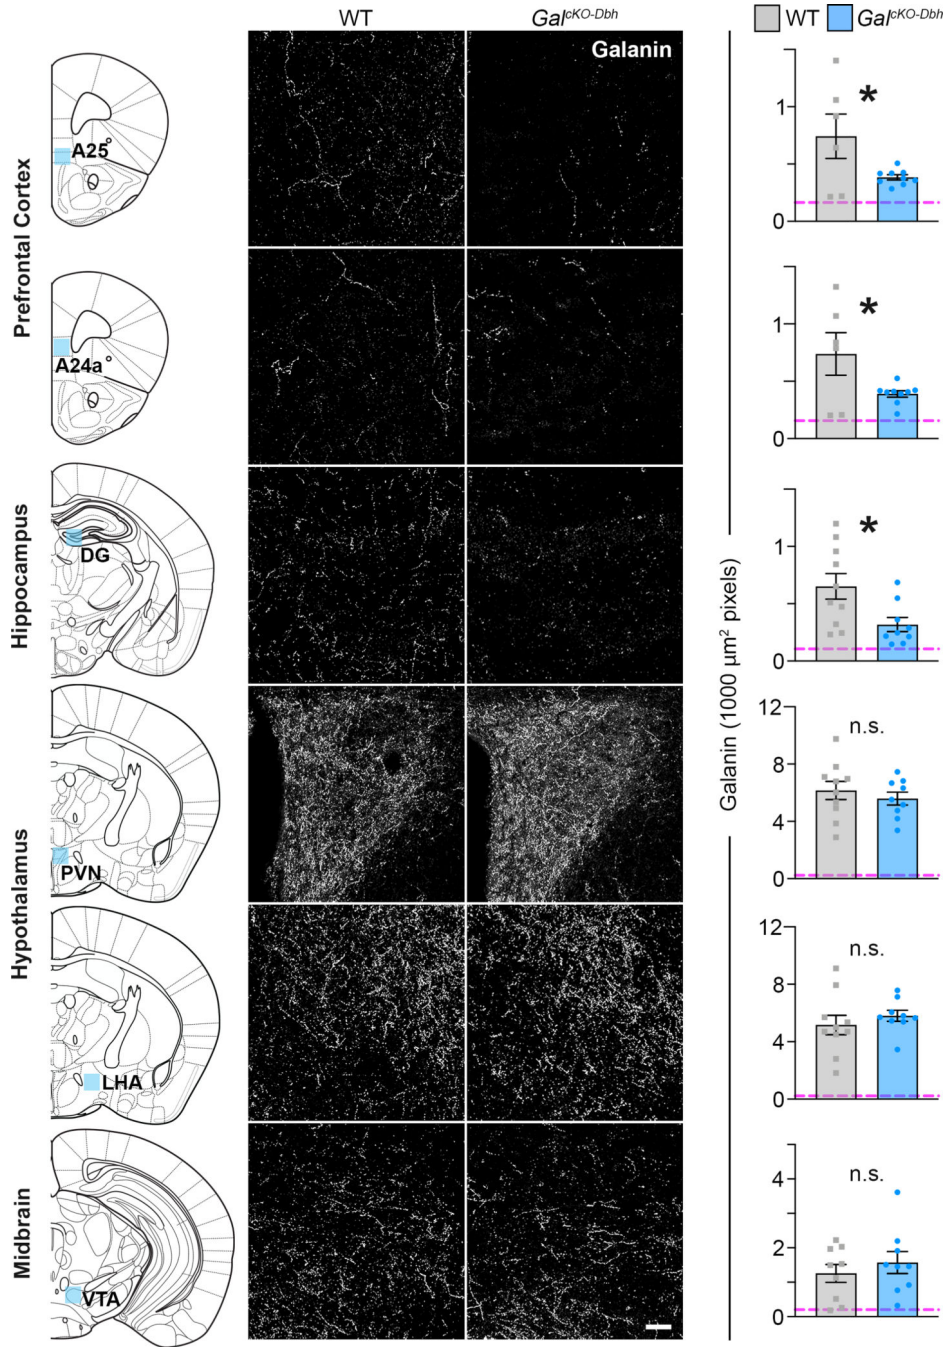 WT
Gal^cKO-Dbh
WT
Gal^cKO-Dbh
Galanin
Prefrontal Cortex
A25
A24a
Hippocampus
DG
Hypothalamus
PVN
LHA
Midbrain
VTA
Galanin (1000 µm² pixels)
1
*
0
1
*
0
1
*
0
12
n.s.
8
4
0
12
n.s.
8
4
0
4
n.s.
2
0